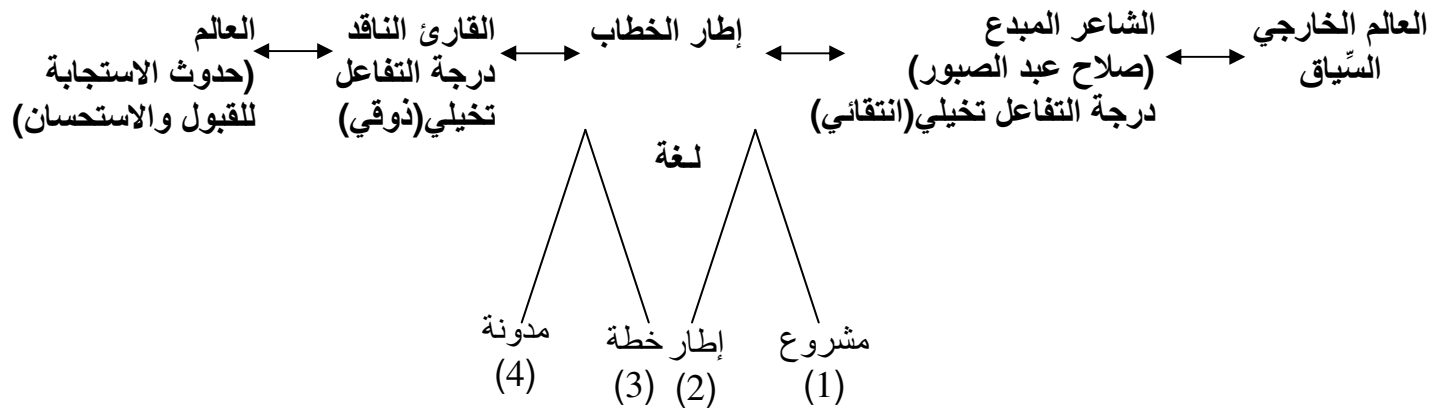 العالم الخارجي
السِّياق
الشاعر المبدع
(صلاح عبد الصبور)
درجة التفاعل تخيلي(انتقائي)
إطار الخطاب
القارئ الناقد
درجة التفاعل
تخيلي(ذوقي)
العالم
(حدوث الاستجابة
للقبول والاستحسان)
لـغة
مشروع
(1)
إطار
(2)
خطة
(3)
مدونة
(4)